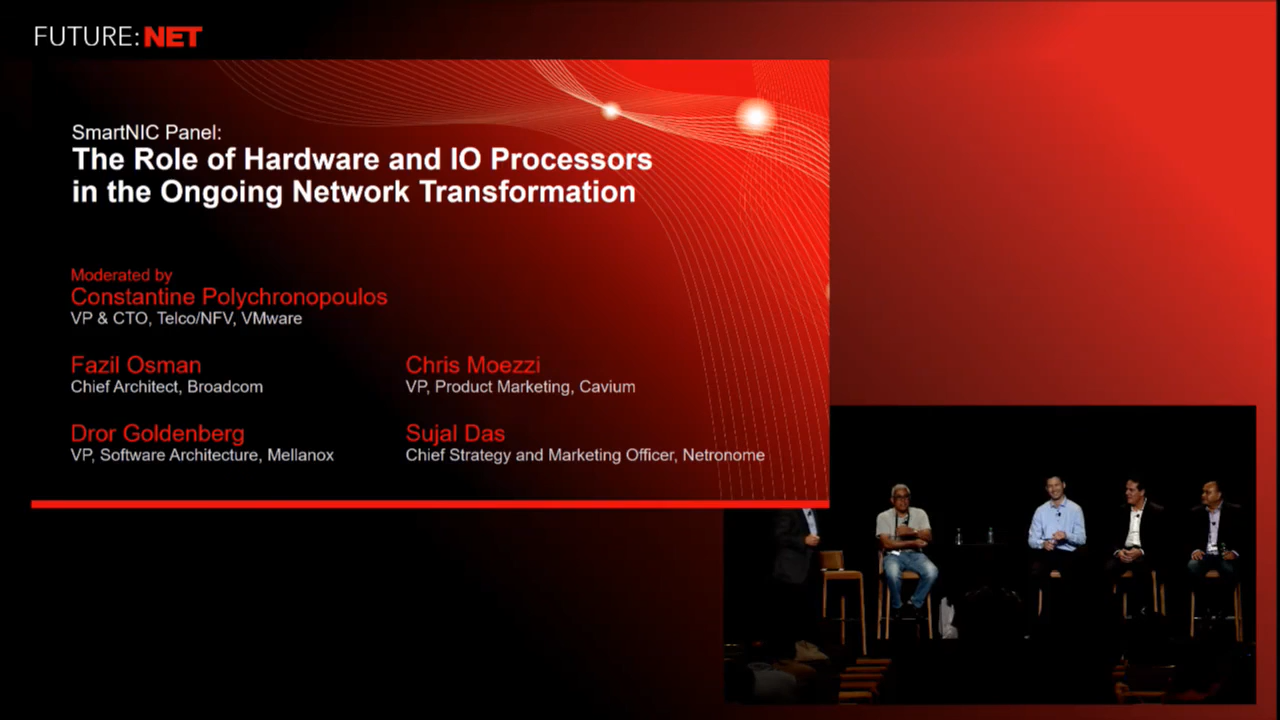 FUTURE:NET
SmartNIC Panel:
The Role of Hardware and IO Processors
in the Ongoing Network Transformation
Moderated by
Constantine Polychronopoulos
VP & CTO, Telco/NFV, VMware
Fazil Osman
Chief Architect, Broadcom
Chris Moezzi
VP, Product Marketing, Cavium
Dror Goldenberg
VP, Software Architecture, Mellanox
Sujal Das
Chief Strategy and Marketing Officer, Netronome